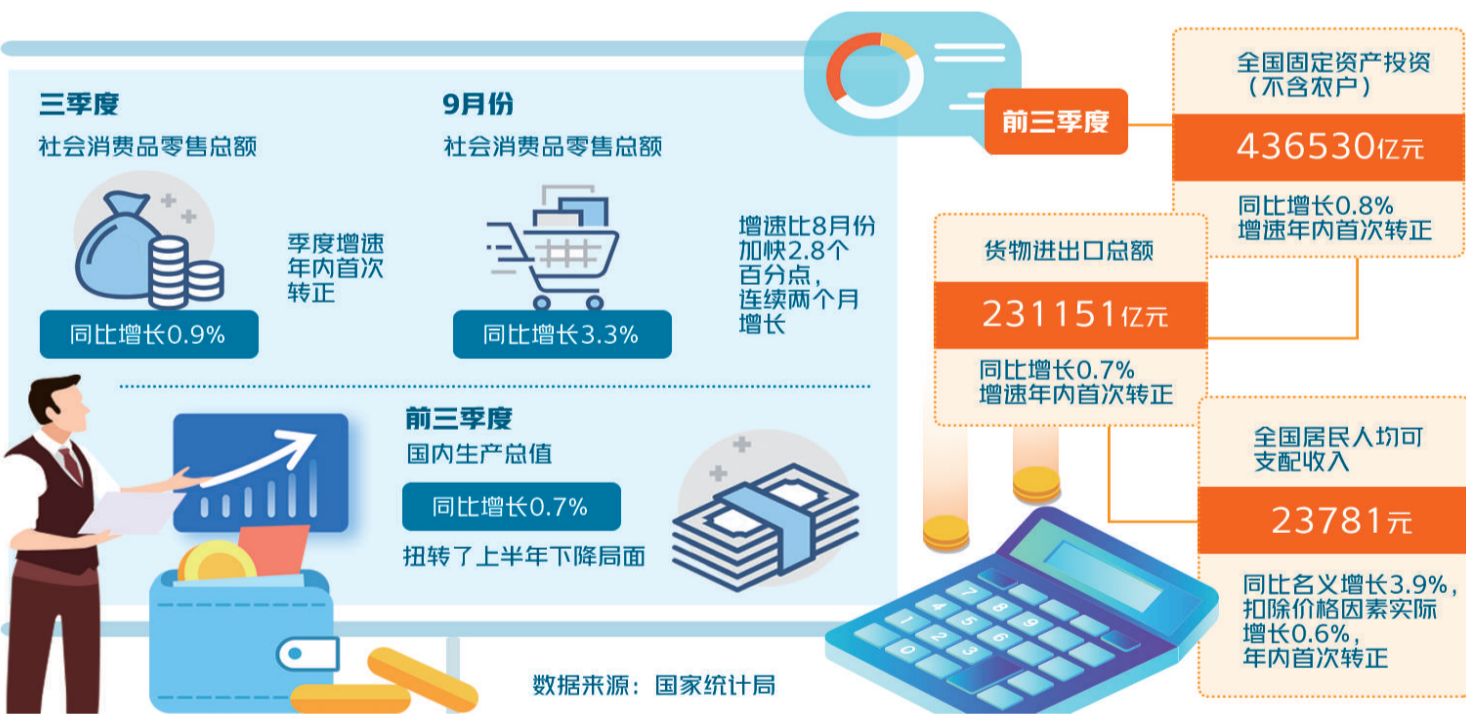 三季度
社会消费品零售总额
季度增速
年内首次
转正
同比增长0.9%
9月份
社会消费品零售总额
增速比8月份
加快2.8个
百分点，
连续两个月
增长
同比增长3.3%
前三季度
国内生产总值
同比增长0.7%
扭转了上半年下降局面
前三季度
全国固定资产投资
（不含农户）
436530亿元
同比增长0.8%
增速年内首次转正
货物进出口总额
231151亿元
同比增长0.7%
增速年内首次转正
全国居民人均可
支配收入
23781元
同比名义增长3.9%，
扣除价格因素实际
增长0.6%，
年内首次转正
7
8
9
4
5
6
1
2
3
0
数据来源：国家统计局